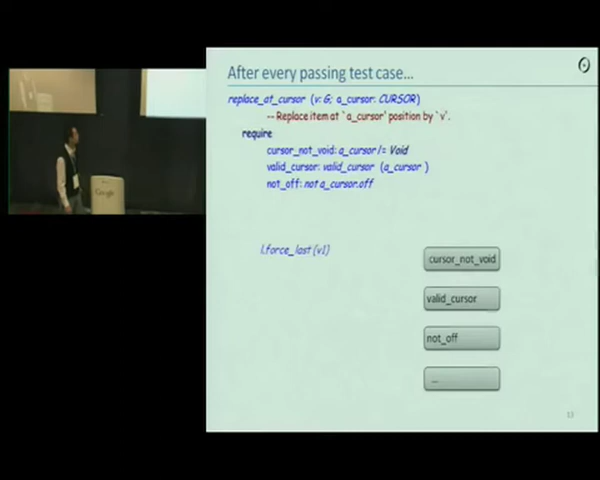 After every passing test case...
replace_at_cursor (v: G; a_cursor: CURSOR)
-- Replace item at `a_cursor' position by `v'.
require
cursor_not_void: a_cursor /= Void
valid_cursor: valid_cursor (a_cursor )
not_off: not a_cursor.off
l.force_last (v1)
cursor_not_void
valid_cursor
not_off
...
Google
13